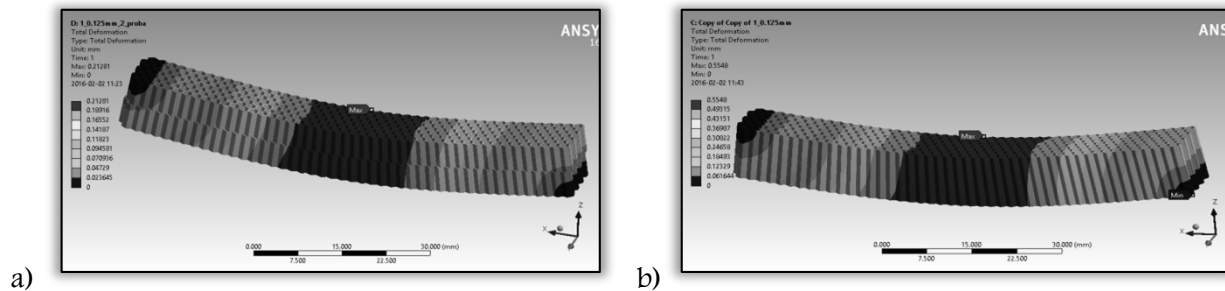 D: 1_0.125mm_2_proba
Total Deformation
Type: Total Deformation
Unit: mm
Time: 1
Max: 0.21281
Min: 0
2016-02-02 11:23
0.21281
0.18916
0.16552
0.14187
0.11823
0.094581
0.070936
0.04729
0.023645
0
ANSY
16
Max
Z
X
0.000 15.000 30.000 (mm)
7.500 22.500
a)
C: Copy of Copy of 1_0.125mm
Total Deformation
Type: Total Deformation
Unit: mm
Time: 1
Max: 0.5548
Min: 0
2016-02-02 11:43
0.5548
0.49315
0.43151
0.36987
0.30822
0.24658
0.18493
0.12329
0.061644
0
ANS
Max
Min
Z
X
0.000 15.000 30.000 (mm)
7.500 22.500
b)